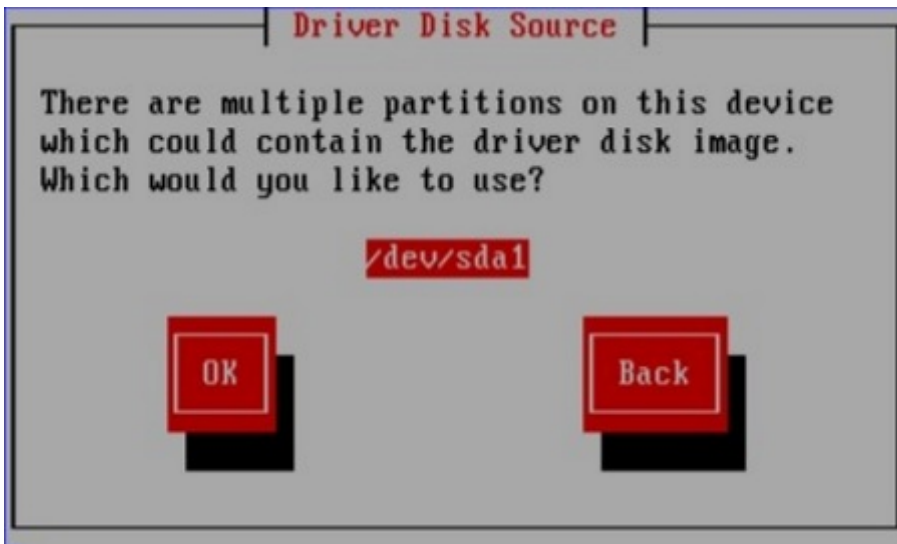 Driver Disk Source
There are multiple partitions on this device
which could contain the driver disk image.
Which would you like to use?
/dev/sda1
OK
Back